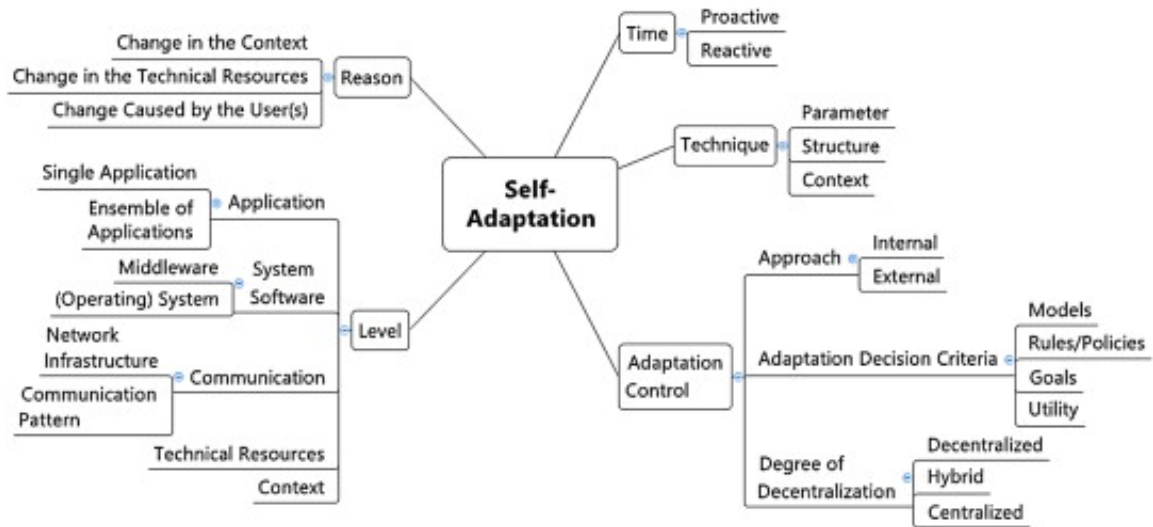 Self-
Adaptation
Time
Proactive
Reactive
Technique
Parameter
Structure
Context
Adaptation
Control
Approach
Internal
External
Adaptation Decision Criteria
Models
Rules/Policies
Goals
Utility
Degree of
Decentralization
Decentralized
Hybrid
Centralized
Reason
Change in the Context
Change in the Technical Resources
Change Caused by the User(s)
Level
Application
Single Application
Ensemble of
Applications
System
Software
Middleware
(Operating) System
Communication
Network
Infrastructure
Communication
Pattern
Technical Resources
Context